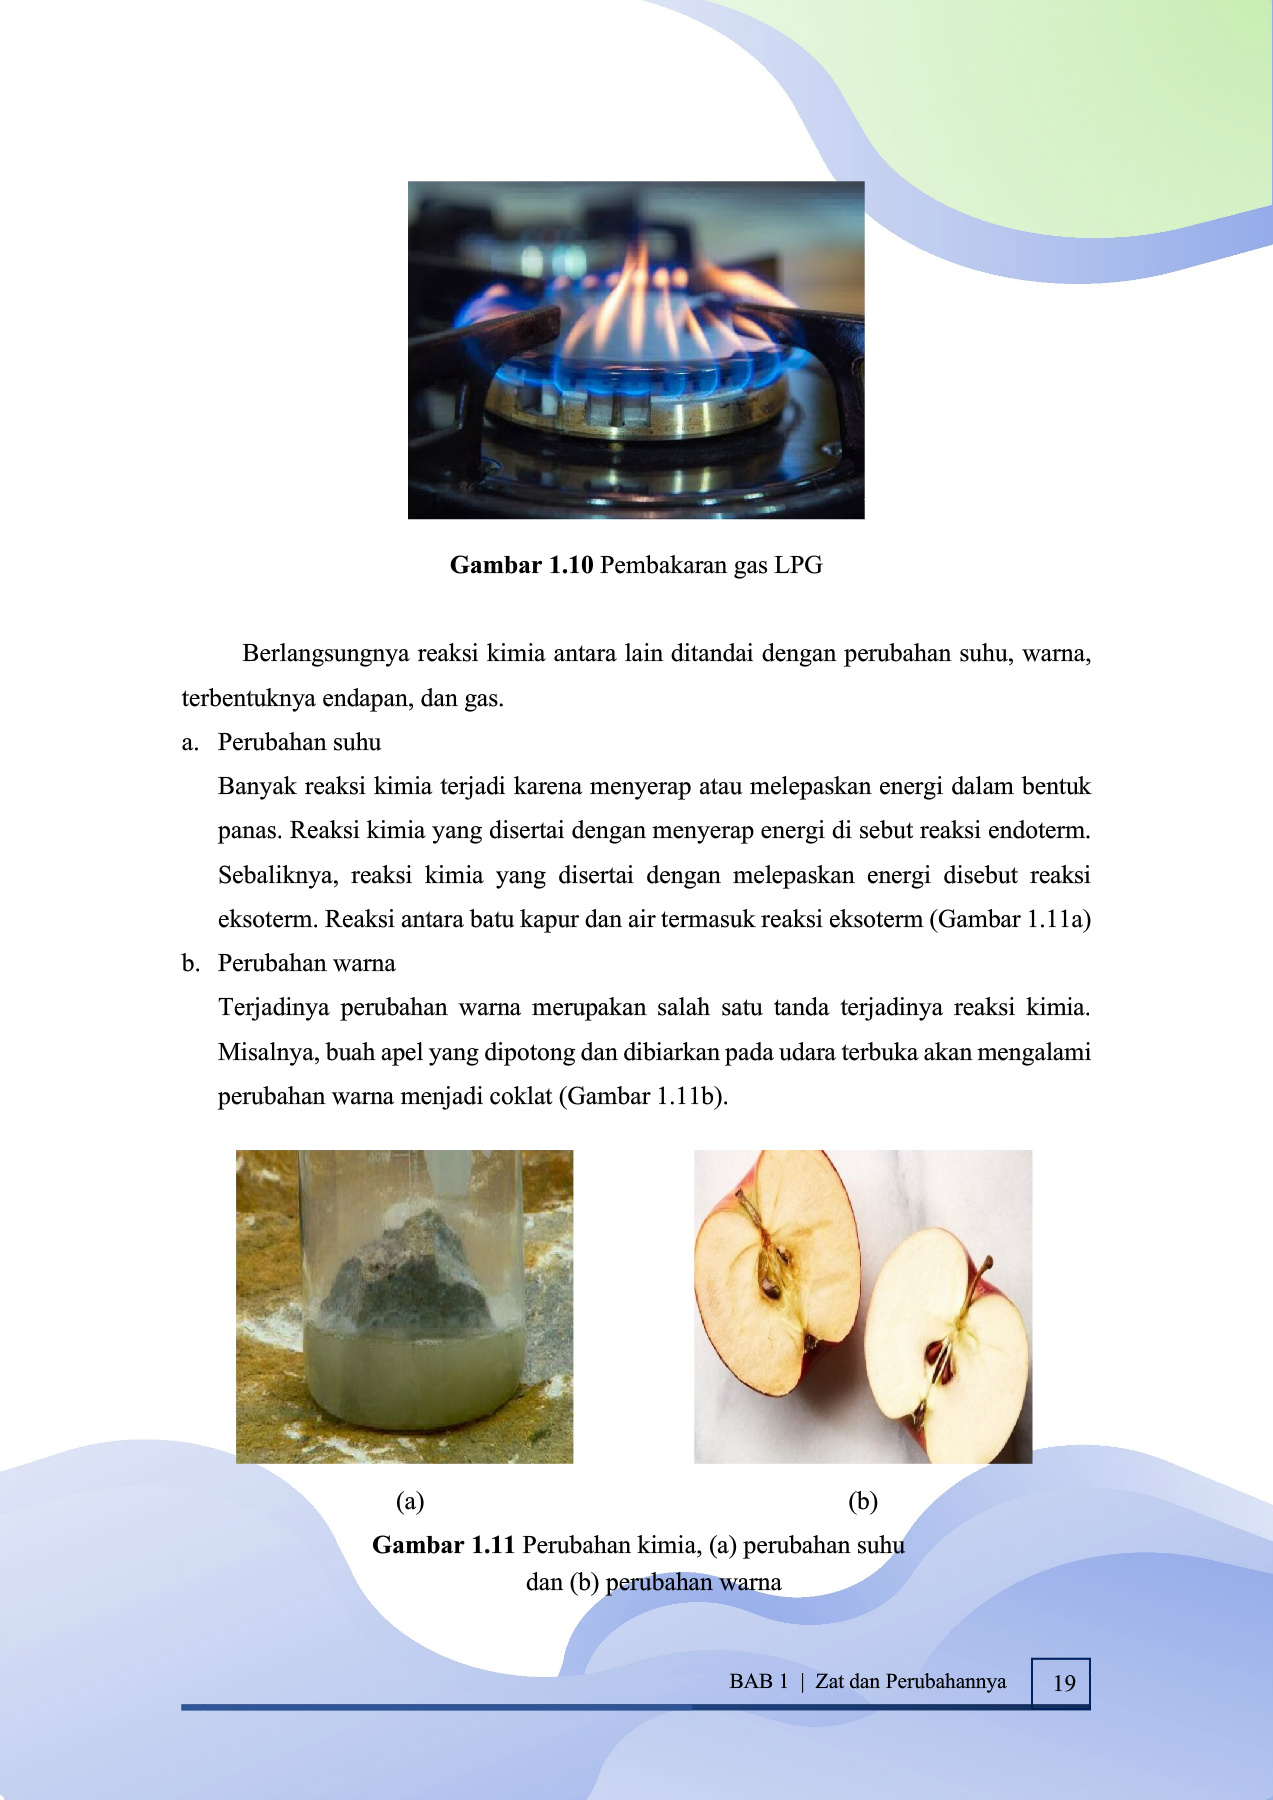 Gambar 1.10 Pembakaran gas LPG
Berlangsungnya reaksi kimia antara lain ditandai dengan perubahan suhu, warna,
terbentuknya endapan, dan gas.
a. Perubahan suhu
Banyak reaksi kimia terjadi karena menyerap atau melepaskan energi dalam bentuk
panas. Reaksi kimia yang disertai dengan menyerap energi di sebut reaksi endoterm.
Sebaliknya, reaksi kimia yang disertai dengan melepaskan energi disebut reaksi
eksoterm. Reaksi antara batu kapur dan air termasuk reaksi eksoterm (Gambar 1.11a)
b. Perubahan warna
Terjadinya perubahan warna merupakan salah satu tanda terjadinya reaksi kimia.
Misalnya, buah apel yang dipotong dan dibiarkan pada udara terbuka akan mengalami
perubahan warna menjadi coklat (Gambar 1.11b).
(a) (b)
Gambar 1.11 Perubahan kimia, (a) perubahan suhu
dan (b) perubahan warna
BAB 1 | Zat dan Perubahannya 19